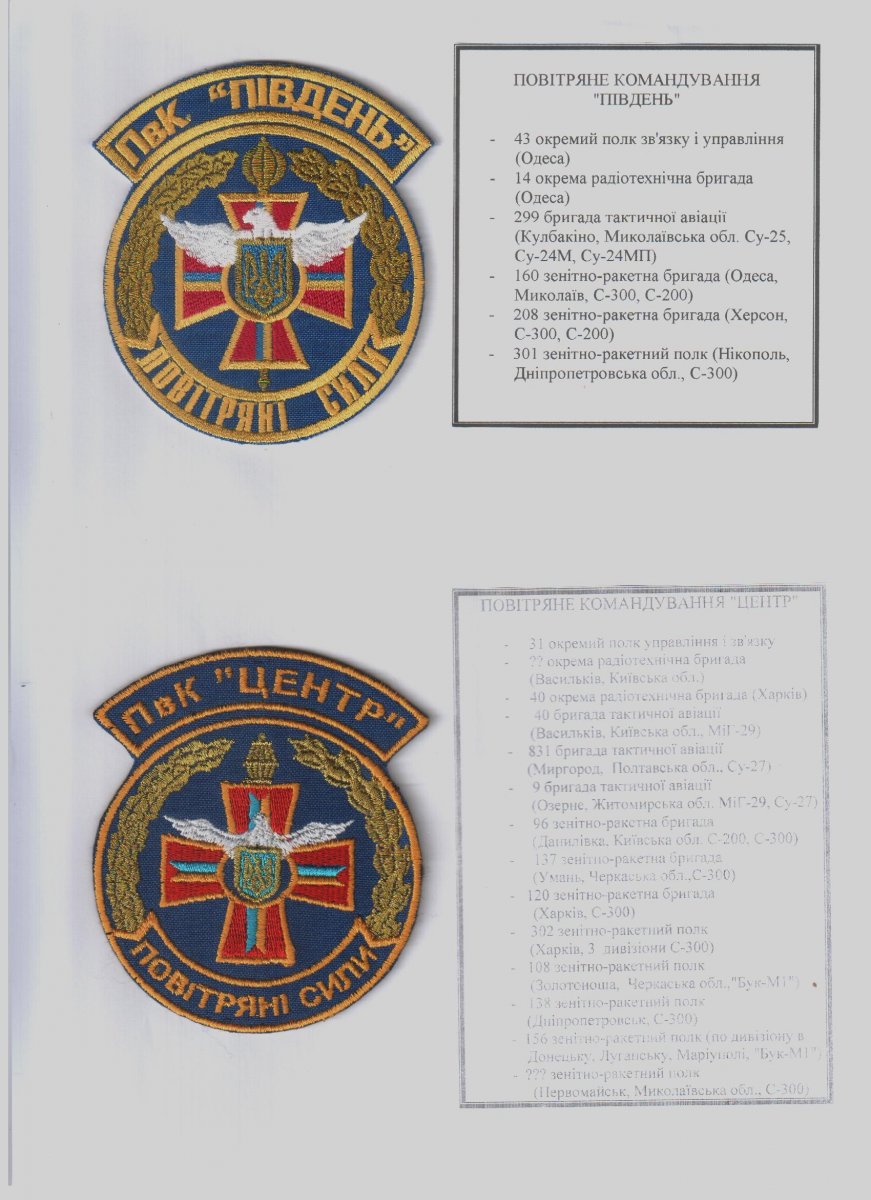 ПвК "ПІВДЕНЬ"
ПОВІТРЯНІ СИЛИ
ПОВІТРЯНЕ КОМАНДУВАННЯ
"ПІВДЕНЬ"
- 43 окремий полк зв'язку і управління
(Одеса)
- 14 окрема радіотехнічна бригада
(Одеса)
- 299 бригада тактичної авіації
(Кулбакіно, Миколаївська обл. Су-25,
Су-24М, Су-24МП)
- 160 зенітно-ракетна бригада (Одеса,
Миколаїв, С-300, С-200)
- 208 зенітно-ракетна бригада (Херсон,
С-300, С-200)
- 301 зенітно-ракетний полк (Нікополь,
Дніпропетровська обл., С-300)
ПвК "ЦЕНТР"
ПОВІТРЯНІ СИЛИ
ПОВІТРЯНЕ КОМАНДУВАННЯ "ЦЕНТР"
- 31 окремий полк управління і зв'язку
- ?? окрема радіотехнічна бригада
(Васильків, Київська обл.)
- 40 окрема радіотехнічна бригада (Харків)
- 40 бригада тактичної авіації
(Васильків, Київська обл., МіГ-29)
- 831 бригада тактичної авіації
(Миргород, Полтавська обл., Су-27)
- 9 бригада тактичної авіації
(Озерне, Житомирська обл. МіГ-29, Су-27)
- 96 зенітно-ракетна бригада
(Данилівка, Київська обл. С-200, С-300)
- 137 зенітно-ракетна бригада
(Умань, Черкаська обл.,С-300)
- 120 зенітно-ракетна бригада
(Харків, С-300)
- 302 зенітно-ракетний полк
(Харків, 3 дивізіони С-300)
- 108 зенітно-ракетний полк
(Золотоноша, Черкаська обл.,"Бук-М1")
- 138 зенітно-ракетний полк
(Дніпропетровськ, С-300)
- 156 зенітно-ракетний полк (по дивізіону в
Донецьку, Луганську, Маріуполі, "Бук-М1")
- ??? зенітно-ракетний полк
(Первомайськ, Миколаївська обл., С-300)